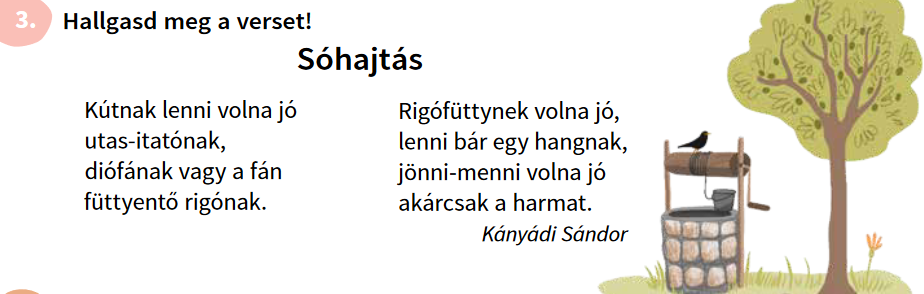 3. Hallgasd meg a verset!
Sóhajtás
Kútnak lenni volna jó
utas-itatónak,
diófának vagy a fán
füttyentő rigónak.
Rigófüttynek volna jó,
lenni bár egy hangnak,
jönni-menni volna jó
akárcsak a harmat.
Kányádi Sándor